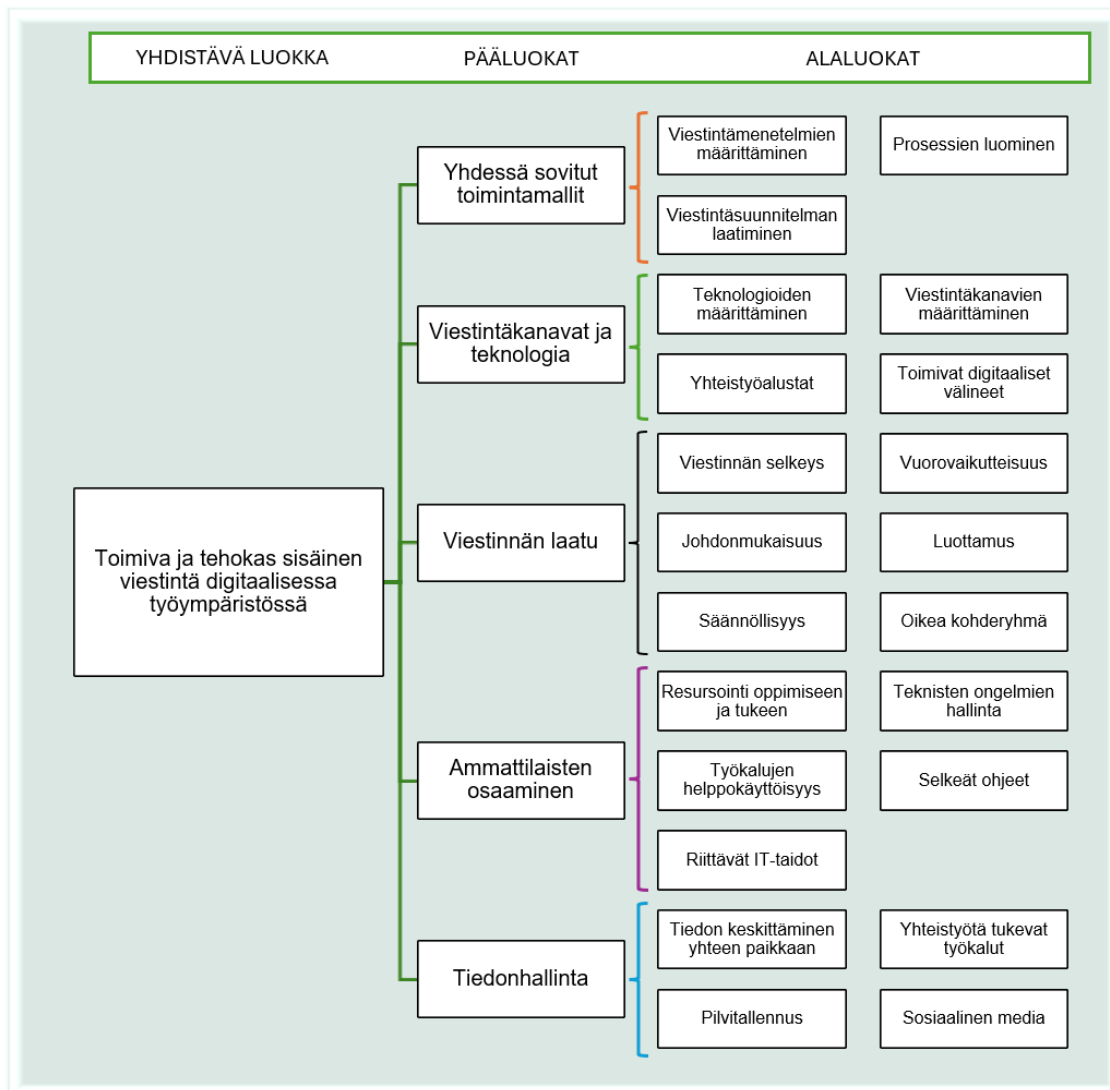 YHDISTÄVÄ LUOKKA
PÄÄLUOKAT
ALALUOKAT
Toimiva ja tehokas sisäinen
viestintä digitaalisessa
työympäristössä
Yhdessä sovitut
toimintamallit
Viestintämenetelmien
määrittäminen
Prosessien luominen
Viestintäsuunnitelman
laatiminen
Viestintäkanavat ja
teknologia
Teknologioiden
määrittäminen
Viestintäkanavien
määrittäminen
Yhteistyöalustat
Toimivat digitaaliset
välineet
Viestinnän laatu
Viestinnän selkeys
Vuorovaikutteisuus
Johdonmukaisuus
Luottamus
Säännöllisyys
Oikea kohderyhmä
Ammattilaisten
osaaminen
Resursointi oppimiseen
ja tukeen
Teknisten ongelmien
hallinta
Työkalujen
helppokäyttöisyys
Selkeät ohjeet
Riittävät IT-taidot
Tiedonhallinta
Tiedon keskittäminen
yhteen paikkaan
Yhteistyötä tukevat
työkalut
Pilvitallennus
Sosiaalinen media